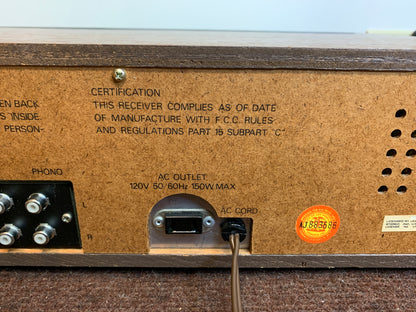 CERTIFICATION
EN BACK
THIS RECEIVER COMPLIES AS OF DATE
S INSIDE.
OF MANUFACTURE WITH F.C.C. RULES
PERSON-
AND REGULATIONS PART 15 SUBPART "C"
PHONO
AC OUTLET
120V 50/60Hz 150W.MAX
L
AC CORD
R